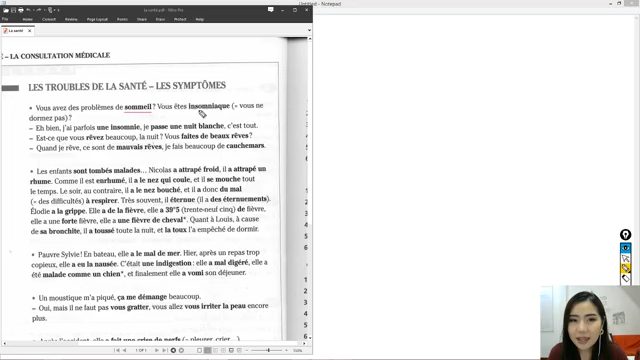 Untitled - Notepad
Home Convert Edit Page Layout Forms Comment Review Share Help
La santé
É – LA CONSULTATION MÉDICALE
LES TROUBLES DE LA SANTÉ – LES SYMPTÔMES
• Vous avez des problèmes de sommeil ? Vous êtes insomniaque (= vous ne
dormez pas) ?
– Eh bien, j'ai parfois une insomnie, je passe une nuit blanche, c'est tout.
– Est-ce que vous rêvez beaucoup, la nuit ? Vous faites de beaux rêves ?
– Quand je rêve, ce sont de mauvais rêves, je fais beaucoup de cauchemars.
• Les enfants sont tombés malades... Nicolas a attrapé froid, il a attrapé un
rhume. Comme il est enrhumé, il a le nez qui coule, et il se mouche tout
le temps. Le soir, au contraire, il a le nez bouché, et il a donc du mal
(= des difficultés) à respirer. Très souvent, il éternue (il a des éternuements).
Élodie a la grippe. Elle a de la fièvre, elle a 39°5 (trente-neuf cinq) de fièvre,
elle a une forte fièvre, elle a une fièvre de cheval*. Quant à Louis, à cause
de sa bronchite, il a toussé toute la nuit, et la toux l'a empêché de dormir.
• Pauvre Sylvie ! En bateau, elle a le mal de mer. Hier, après un repas trop
copieux, elle a eu la nausée. C'était une indigestion : elle a mal digéré, elle a
été malade comme un chien*, et finalement elle a vomi son déjeuner.
• Un moustique m'a piqué, ça me démange beaucoup.
– Oui, mais il ne faut pas vous gratter, vous allez vous irriter la peau encore
plus.